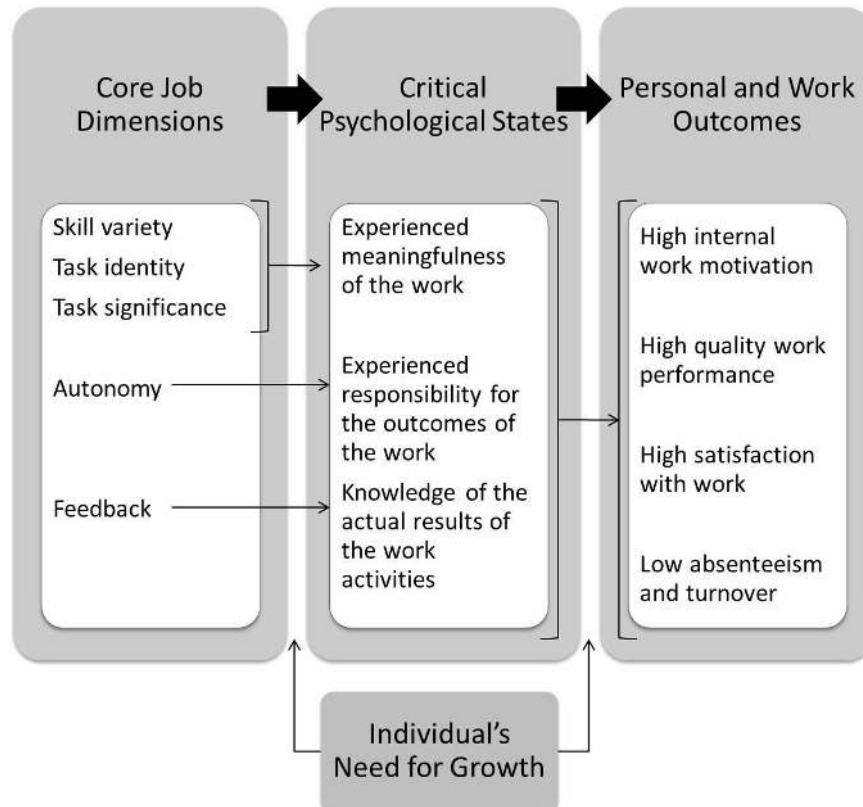 Core Job
Dimensions
Critical
Psychological States
Personal and Work
Outcomes
Skill variety
Task identity
Task significance
Autonomy
Feedback
Experienced
meaningfulness
of the work
Experienced
responsibility for
the outcomes of
the work
Knowledge of the
actual results of
the work
activities
High internal
work motivation
High quality work
performance
High satisfaction
with work
Low absenteeism
and turnover
Individual's
Need for Growth